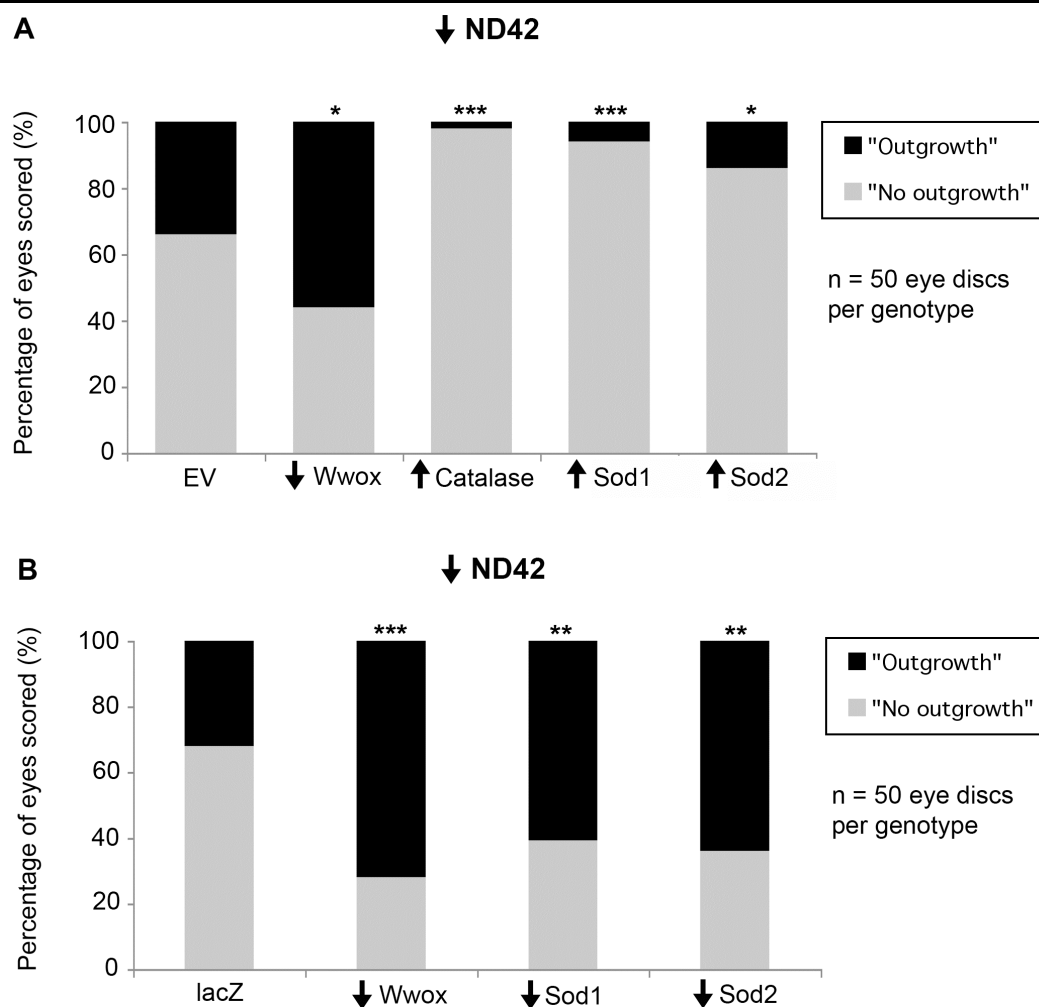 A
↓ ND42
Percentage of eyes scored (%)
100
80
60
40
20
0
* *** *** *
EV ↓ Wwox ↑ Catalase ↑ Sod1 ↑ Sod2
"Outgrowth"
"No outgrowth"
n = 50 eye discs
per genotype
B
↓ ND42
Percentage of eyes scored (%)
100
80
60
40
20
0
*** ** **
lacZ ↓ Wwox ↓ Sod1 ↓ Sod2
"Outgrowth"
"No outgrowth"
n = 50 eye discs
per genotype